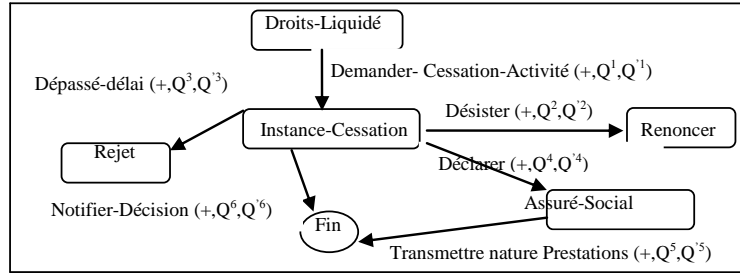 Droits-Liquidé
Demander- Cessation-Activité (+,Q¹,Q'¹)
Dépassé-délai (+,Q³,Q'³)
Désister (+,Q²,Q'²)
Instance-Cessation
Renoncer
Rejet
Déclarer (+,Q⁴,Q'⁴)
Assuré-Social
Notifier-Décision (+,Q⁶,Q'⁶)
Fin
Transmettre nature Prestations (+,Q⁵,Q'⁵)